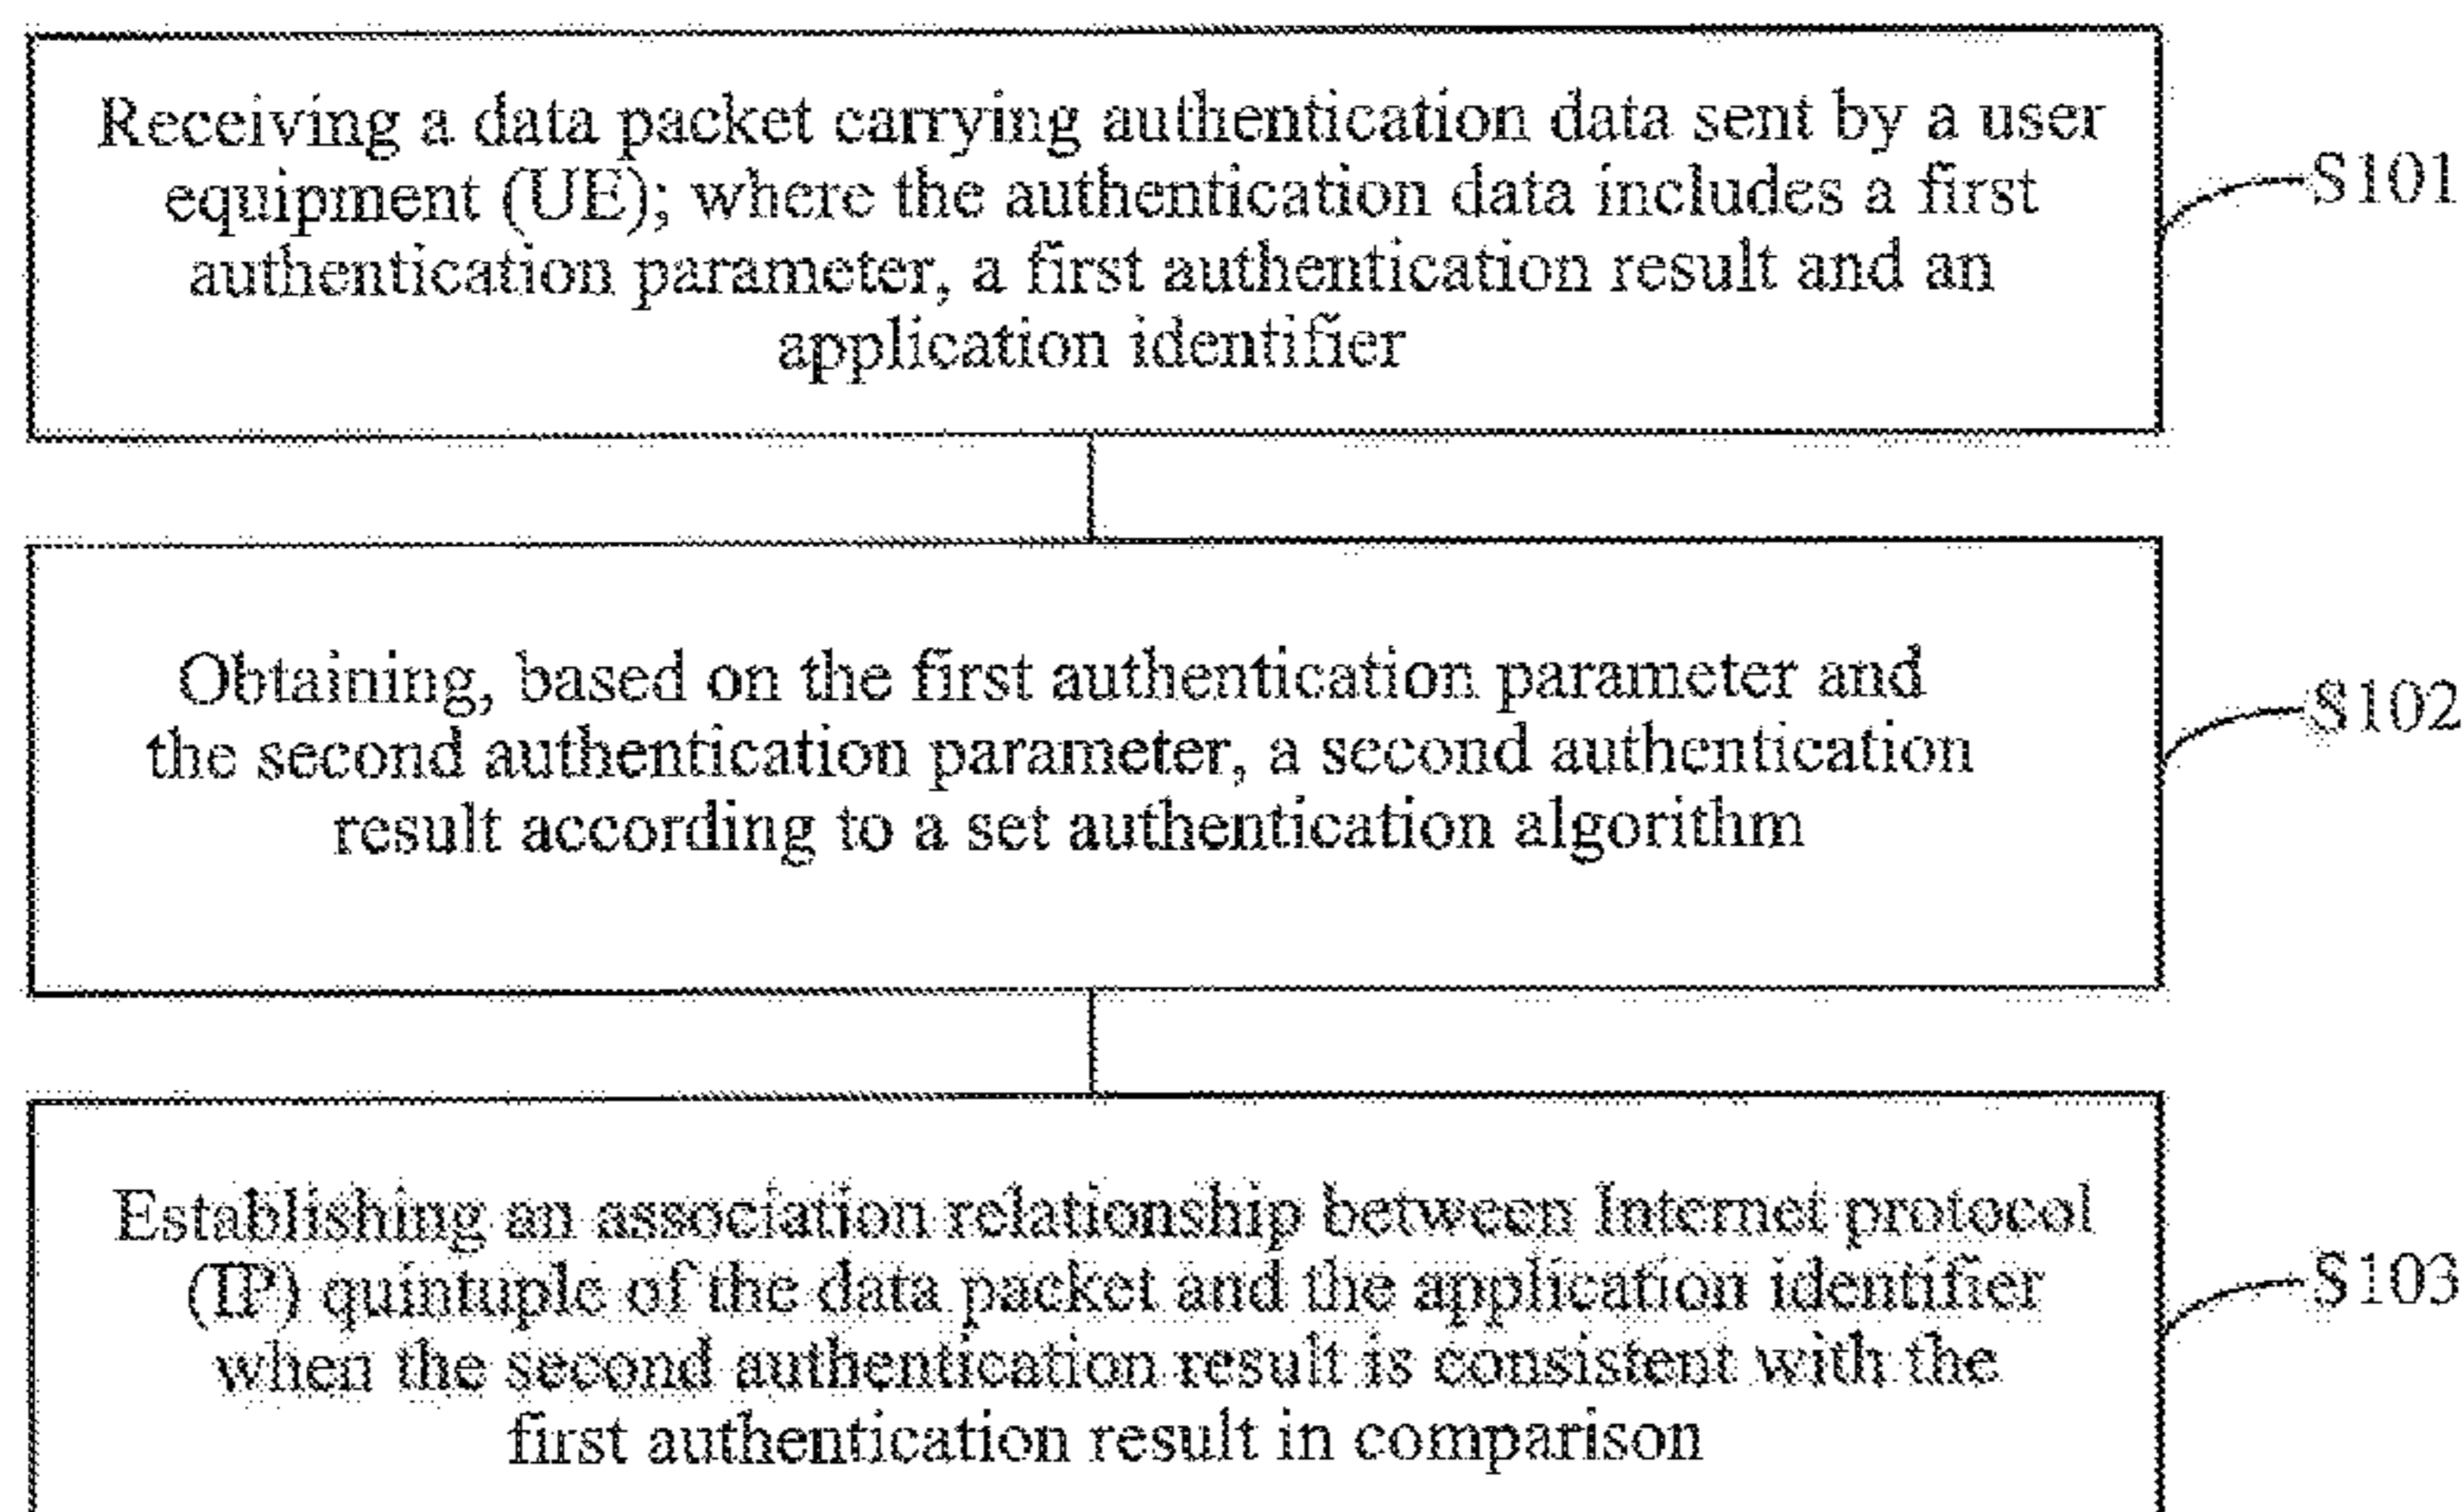 Receiving a data packet carrying authentication data sent by a user
equipment (UE); where the authentication data includes a first
authentication parameter, a first authentication result and an
application identifier
S101
Obtaining, based on the first authentication parameter and
the second authentication parameter, a second authentication
result according to a set authentication algorithm
S102
Establishing an association relationship between Internet protocol
(IP) quintuple of the data packet and the application identifier
when the second authentication result is consistent with the
first authentication result in comparison
S103